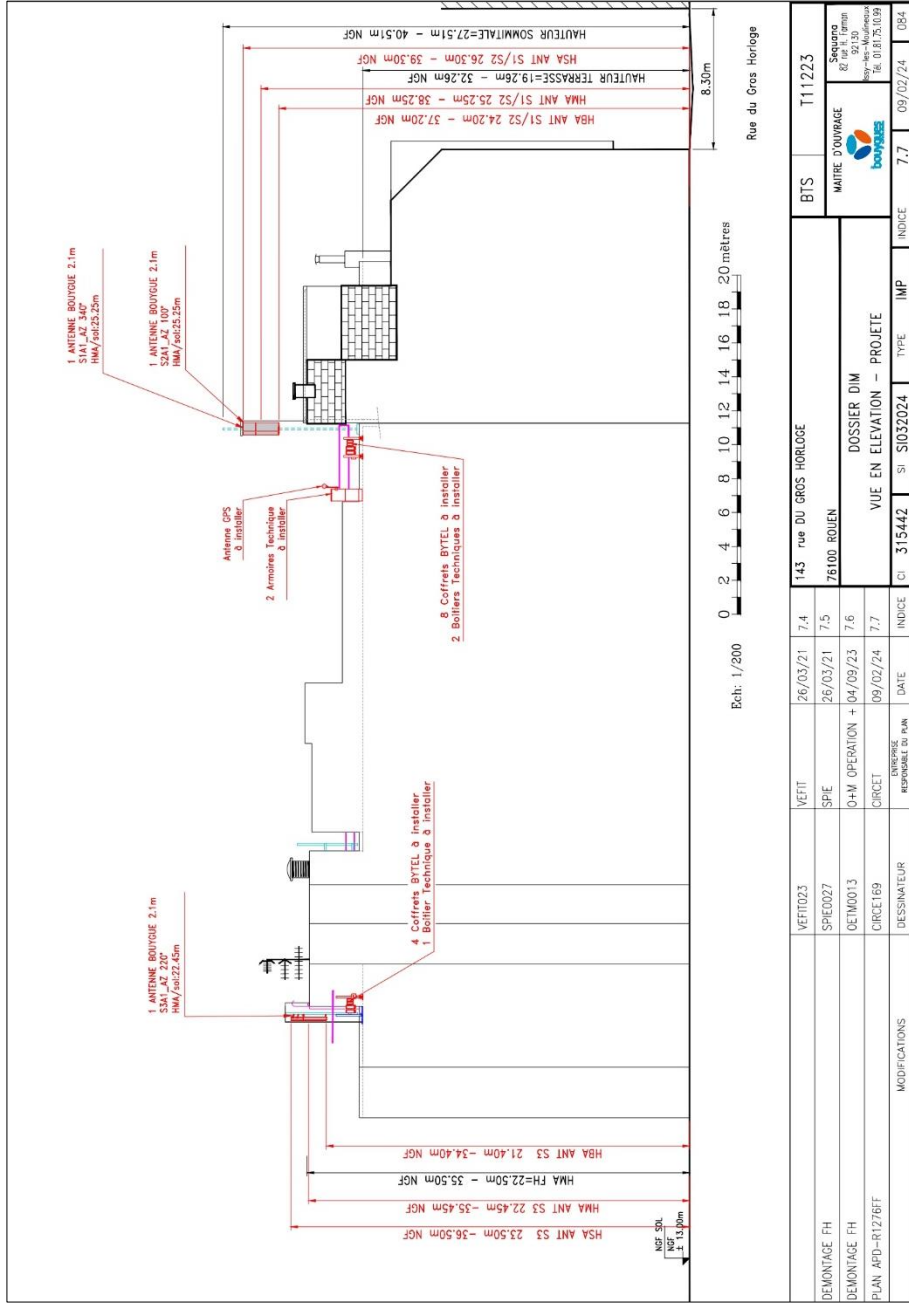 1 ANTENNE BOUYGUE 2.1m
S3A1_AZ 220°
HMA/sol:22.45m
4 Coffrets BYTEL à installer
1 Boitier Technique à installer
Antenne GPS
à installer
2 Armoires Technique
à installer
8 Coffrets BYTEL à installer
2 Boitiers Techniques à installer
1 ANTENNE BOUYGUE 2.1m
S1A1_AZ 340°
HMA/sol:25.25m
1 ANTENNE BOUYGUE 2.1m
S2A1_AZ 100°
HMA/sol:25.25m
HSA ANT S3 23.50m -36.50m NGF
HMA ANT S3 22.45m -35.45m NGF
HMA FH=22.50m - 35.50m NGF
HBA ANT S3 21.40m -34.40m NGF
NGF SOL
NGF
± 13.00m
HBA ANT S1/S2 24.20m - 37.20m NGF
HMA ANT S1/S2 25.25m - 38.25m NGF
HAUTEUR TERRASSE=19.26m - 32.26m NGF
HSA ANT S1/S2 26.30m - 39.30m NGF
HAUTEUR SOMMITALE=27.51m - 40.51m NGF
8.30m
Rue du Gros Horloge
Ech: 1/200
0 2 4 6 8 10 12 14 16 18 20 mètres
VEFIT023 VEFIT 26/03/21 7.4
DEMONTAGE FH SPIE0027 SPIE 26/03/21 7.5
DEMONTAGE FH OETM0013 O+M OPERATION + 04/09/23 7.6
PLAN APD-R1276FF CIRCE169 CIRCET 09/02/24 7.7
MODIFICATIONS DESSINATEUR ENTREPRISE RESPONSABLE DU PLAN DATE INDICE
143 rue DU GROS HORLOGE
76100 ROUEN
DOSSIER DIM
VUE EN ELEVATION - PROJETE
BTS T11223
MAITRE D'OUVRAGE
bouygues
Sequana
82 rue H. Farman
92130
Issy-les-Moulineaux
Tél. 01.81.75.10.99
CI 315442 SI SI032024 TYPE IMP INDICE 7.7 09/02/24 084